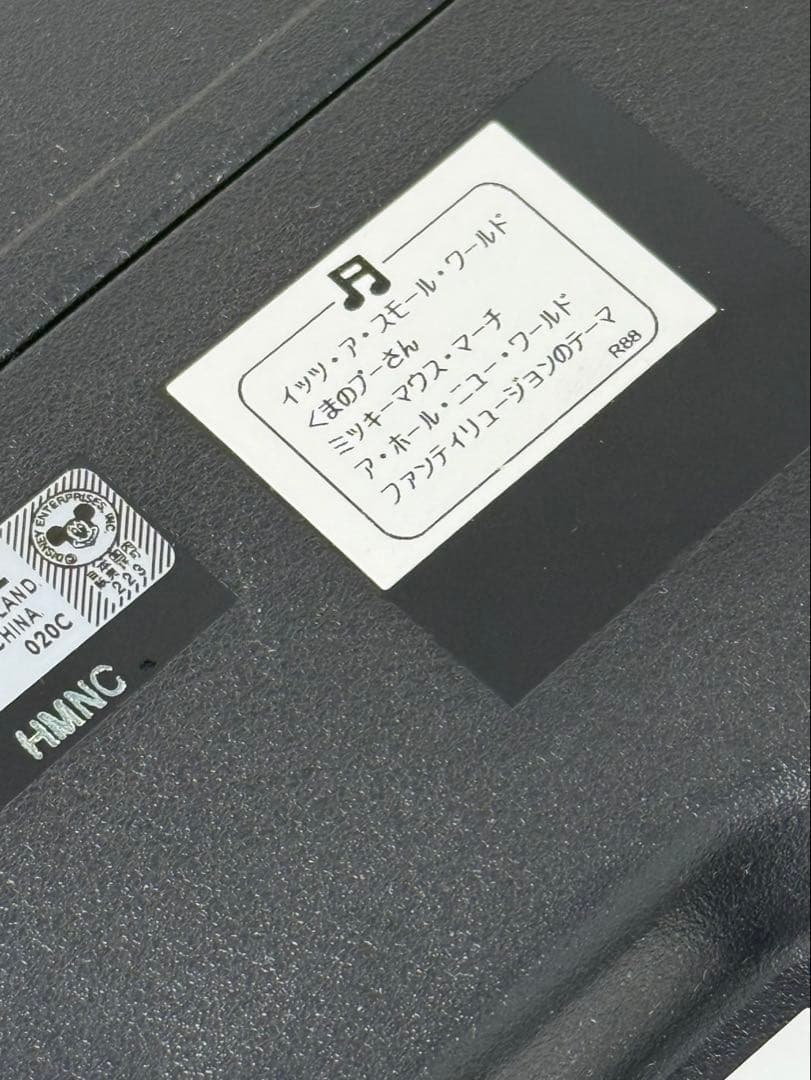 イッツ・ア・スモール・ワールド
くまのプーさん
ミッキーマウス・マーチ
ア・ホール・ニュー・ワールド
ファンティリュージョンのテーマ
R88
© DISNEY ENTERPRISES, INC
229
LAND
CHINA
020C
HMNC